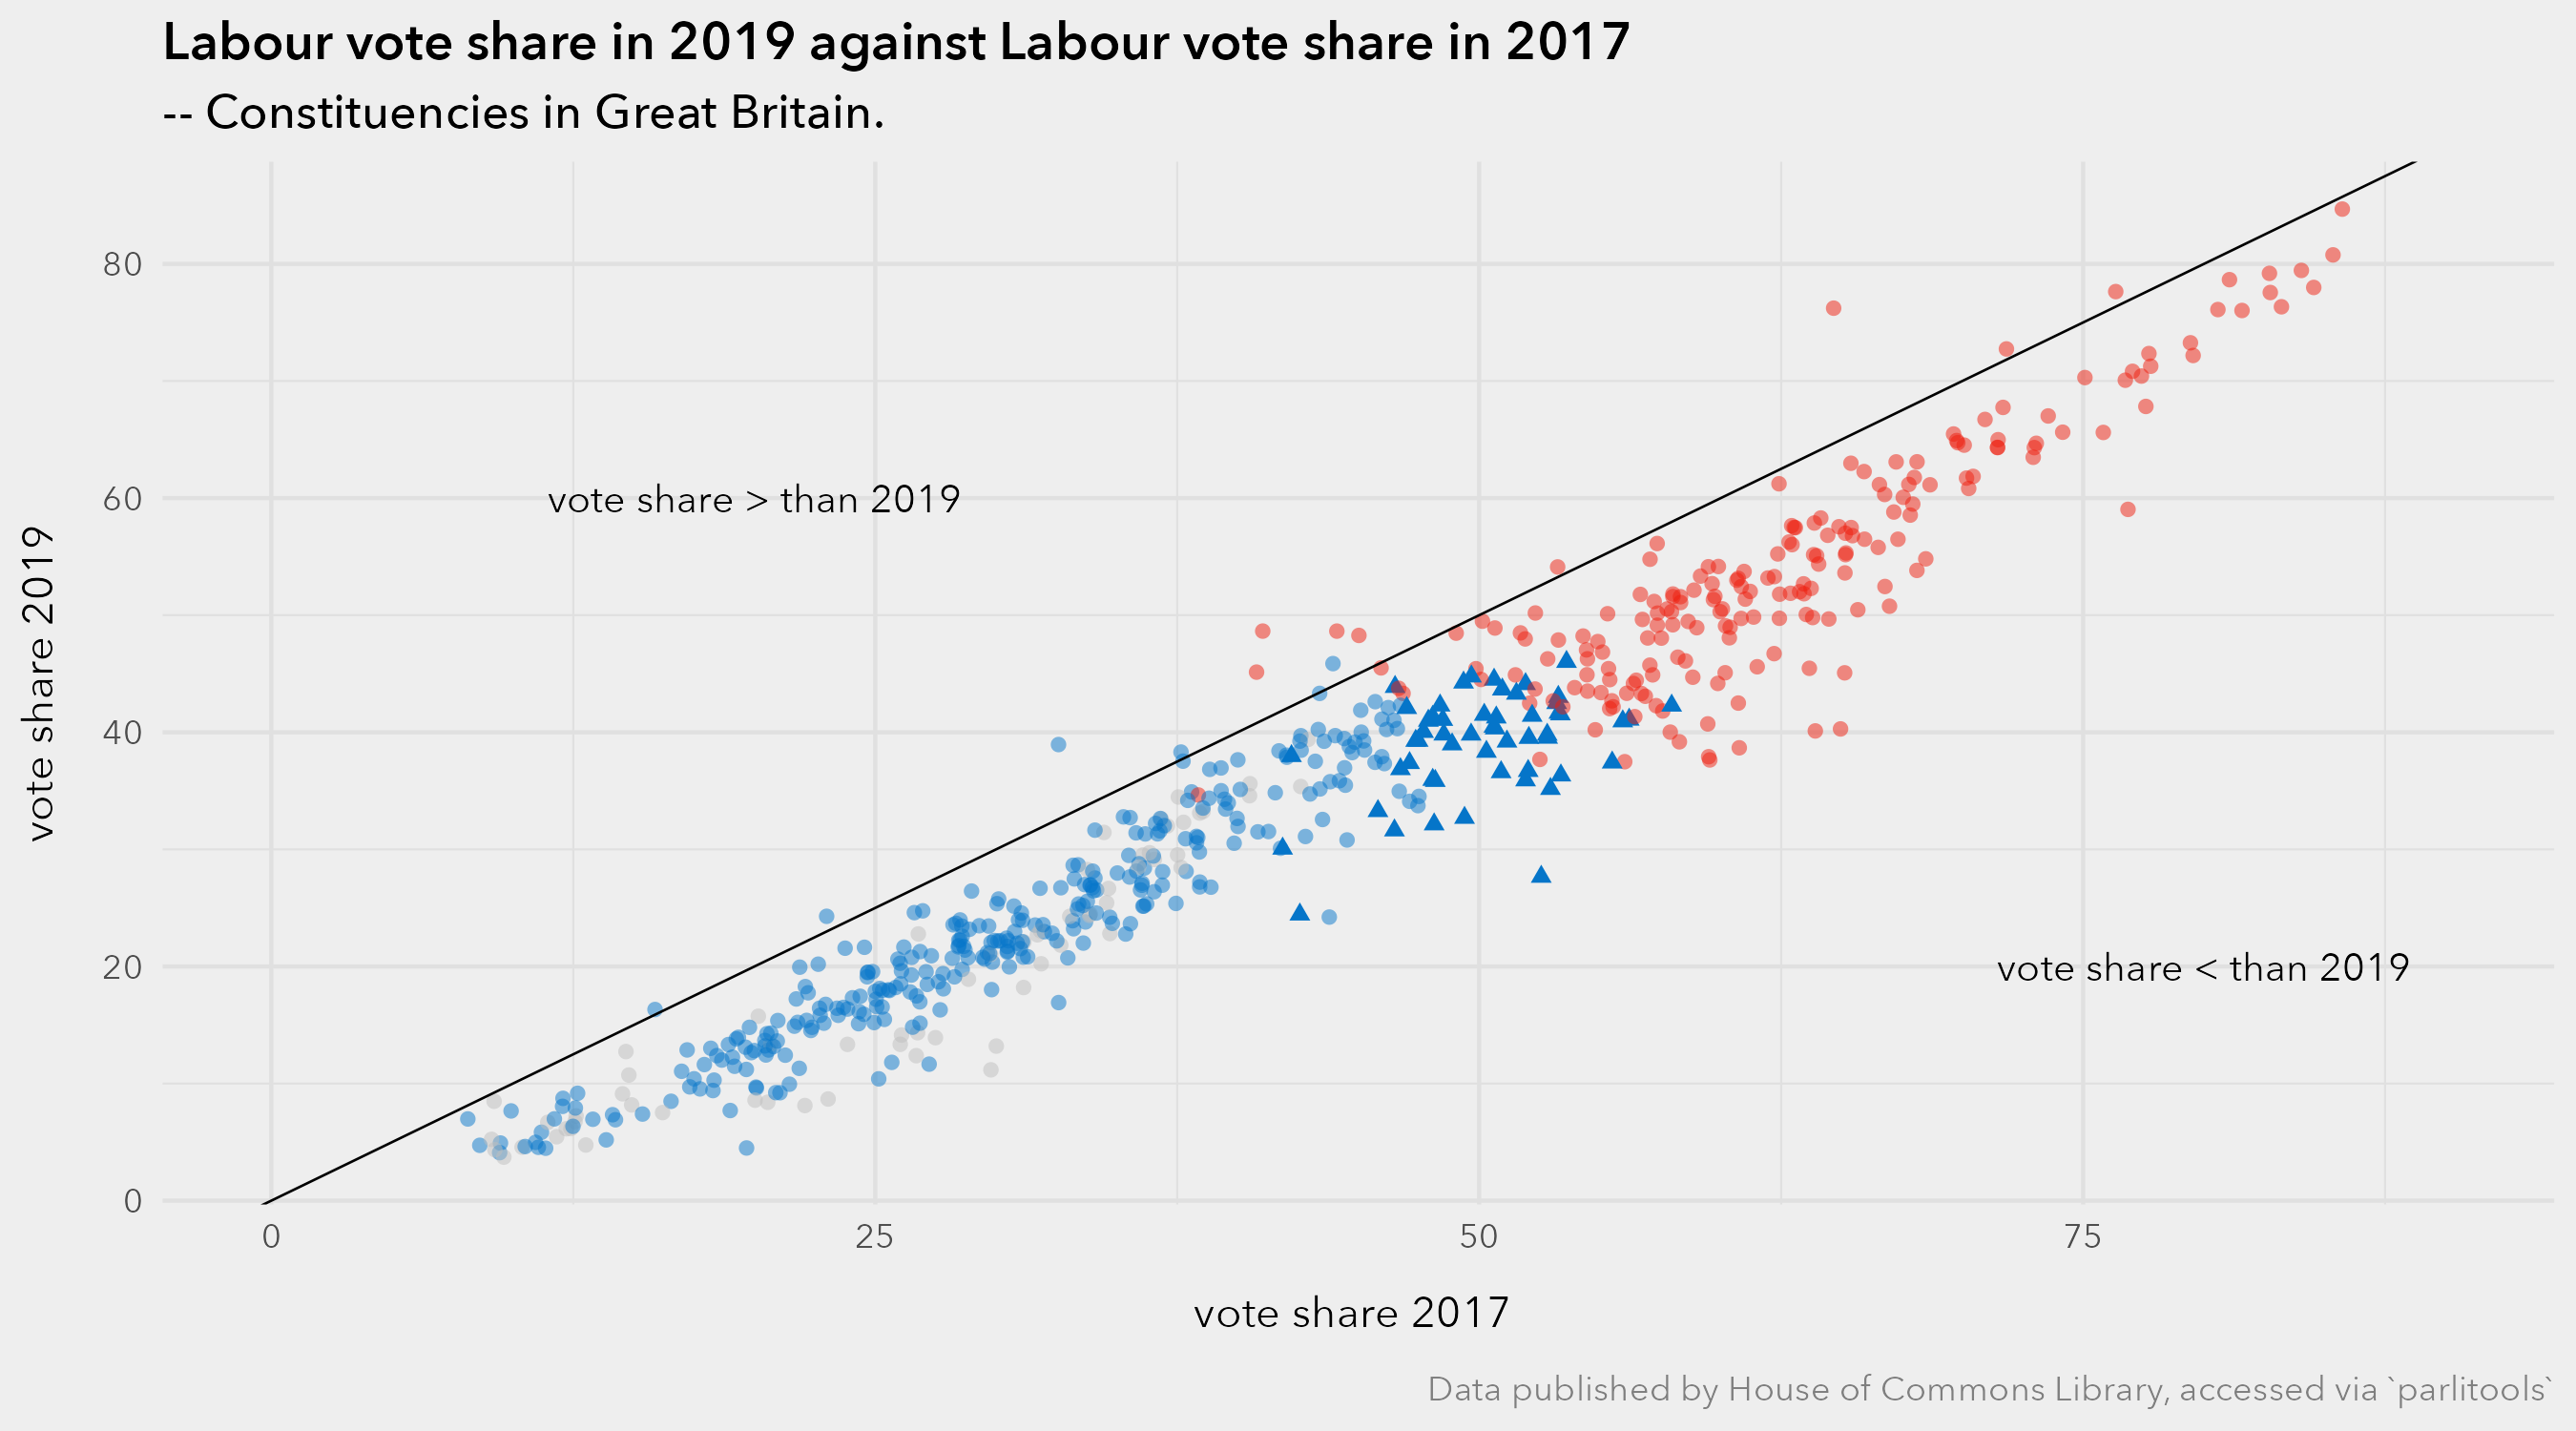 Labour vote share in 2019 against Labour vote share in 2017
-- Constituencies in Great Britain.
vote share 2019
80
60
40
20
0
vote share > than 2019
vote share < than 2019
0 25 50 75
vote share 2017
Data published by House of Commons Library, accessed via `parlitools`